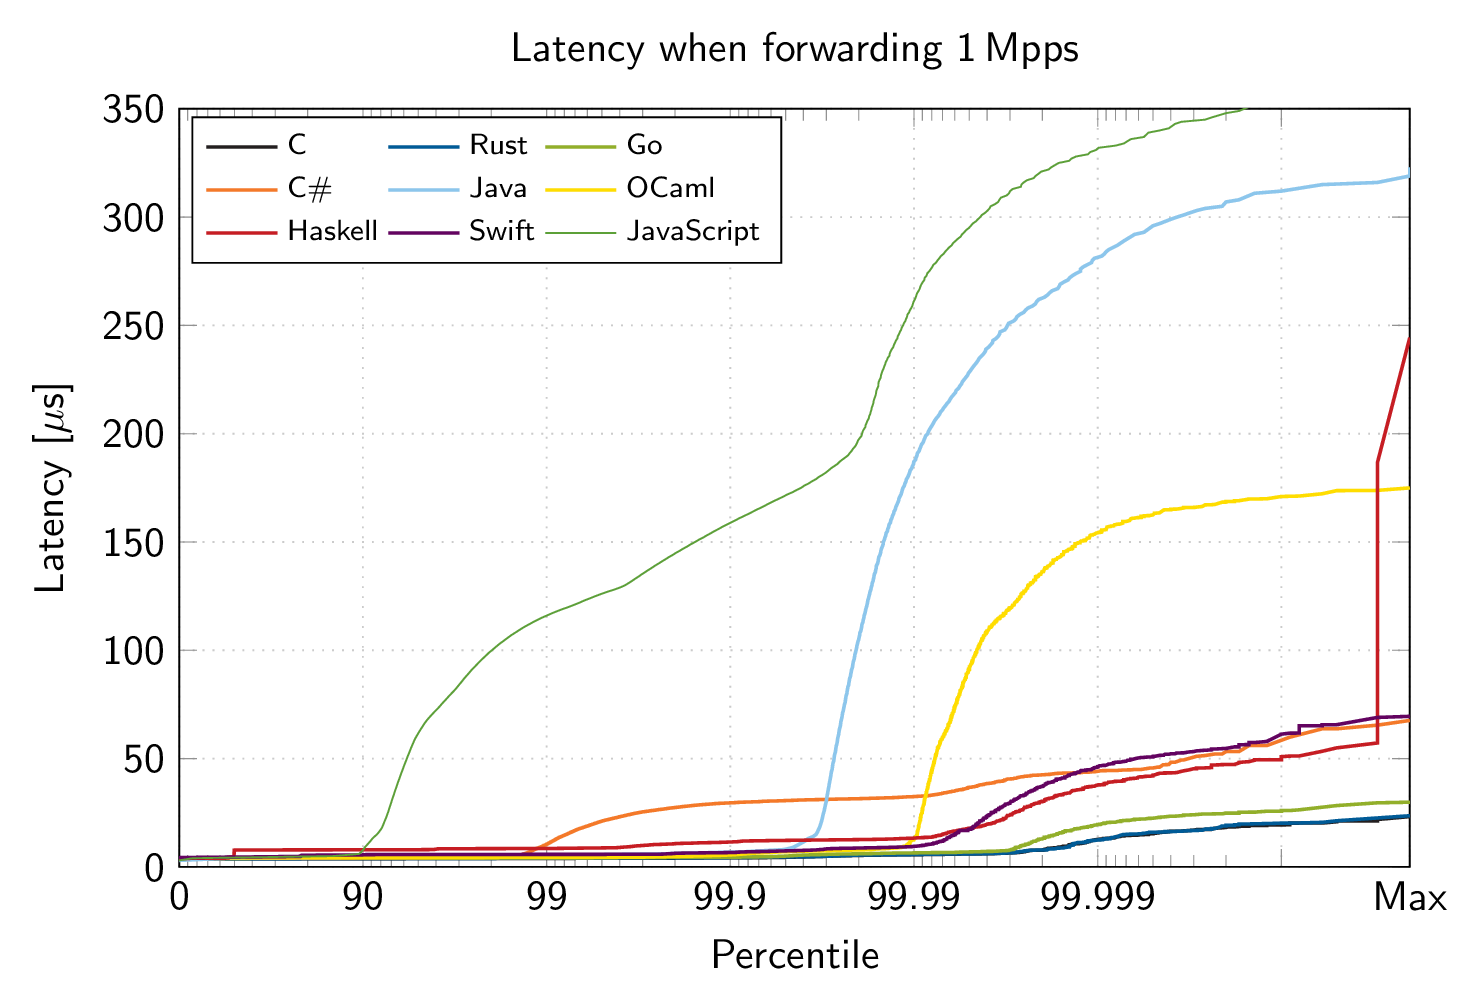 Latency when forwarding 1 Mpps
350
300
250
200
150
100
50
0
Latency [μs]
C Rust Go
C# Java OCaml
Haskell Swift JavaScript
0 90 99 99.9 99.99 99.999 Max
Percentile